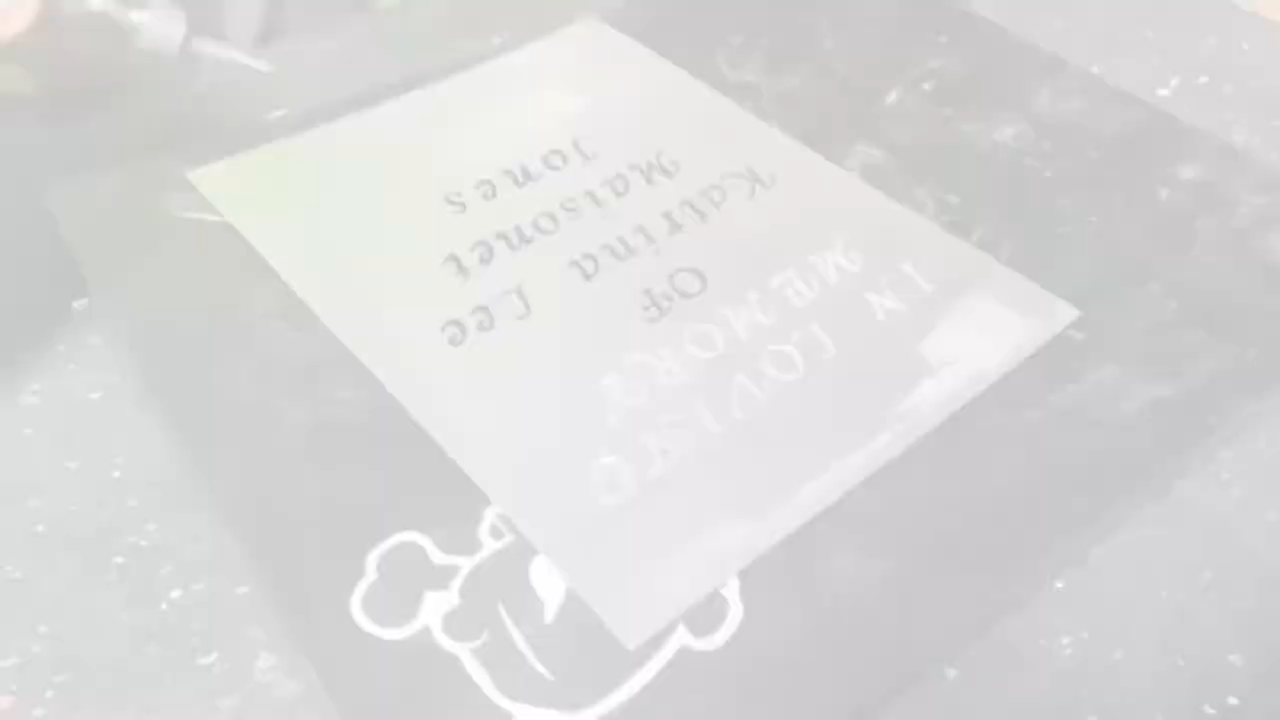 IN LOVING
MEMORY
OF
Katrina Lee
Maisonet
Jones